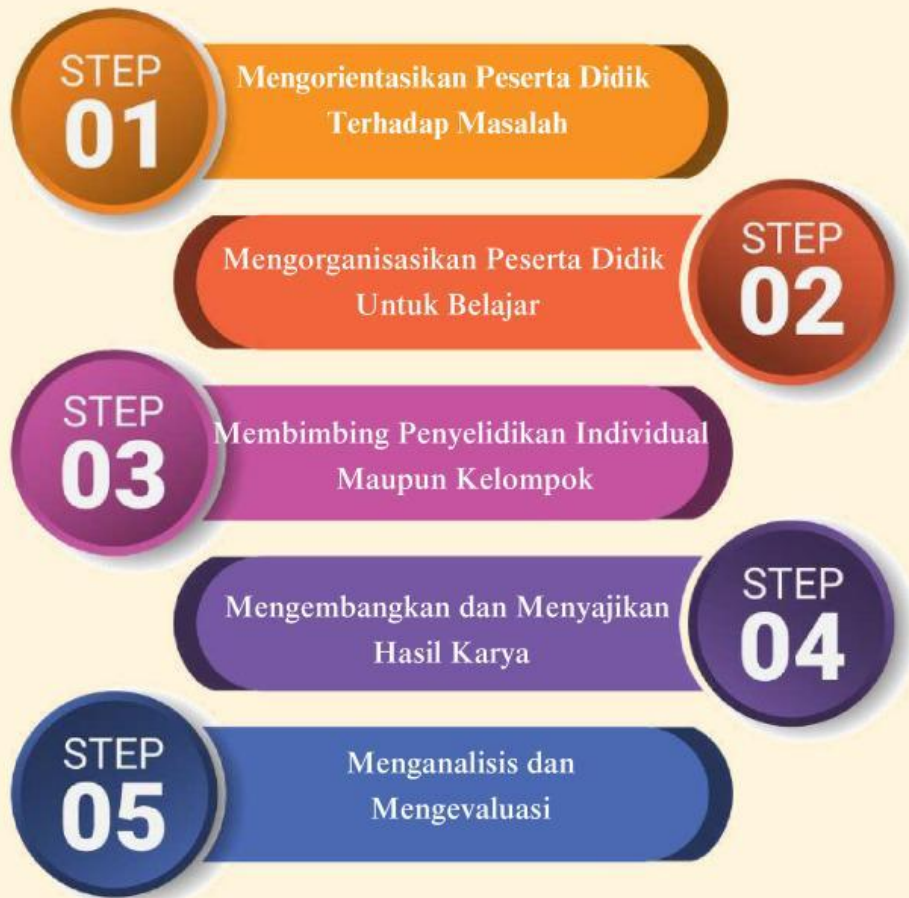 STEP
01
Mengorientasikan Peserta Didik
Terhadap Masalah
Mengorganisasikan Peserta Didik
Untuk Belajar
STEP
02
STEP
03
Membimbing Penyelidikan Individual
Maupun Kelompok
Mengembangkan dan Menyajikan
Hasil Karya
STEP
04
STEP
05
Menganalisis dan
Mengevaluasi